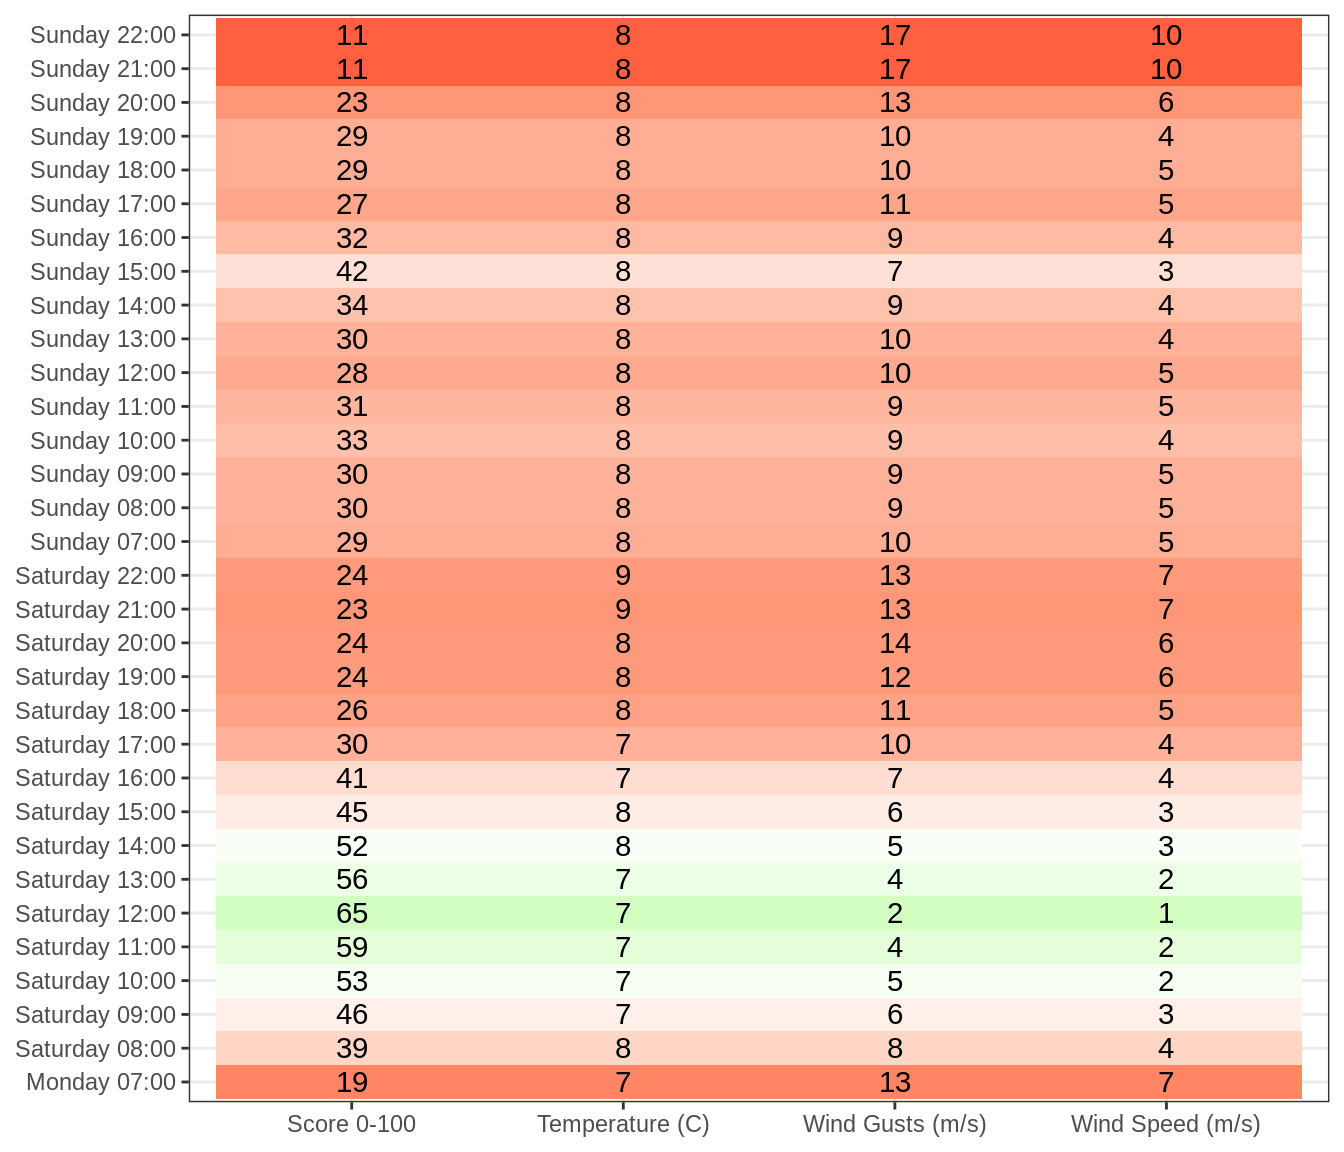 Sunday 22:00 11 8 17 10
Sunday 21:00 11 8 17 10
Sunday 20:00 23 8 13 6
Sunday 19:00 29 8 10 4
Sunday 18:00 29 8 10 5
Sunday 17:00 27 8 11 5
Sunday 16:00 32 8 9 4
Sunday 15:00 42 8 7 3
Sunday 14:00 34 8 9 4
Sunday 13:00 30 8 10 4
Sunday 12:00 28 8 10 5
Sunday 11:00 31 8 9 5
Sunday 10:00 33 8 9 4
Sunday 09:00 30 8 9 5
Sunday 08:00 30 8 9 5
Sunday 07:00 29 8 10 5
Saturday 22:00 24 9 13 7
Saturday 21:00 23 9 13 7
Saturday 20:00 24 8 14 6
Saturday 19:00 24 8 12 6
Saturday 18:00 26 8 11 5
Saturday 17:00 30 7 10 4
Saturday 16:00 41 7 7 4
Saturday 15:00 45 8 6 3
Saturday 14:00 52 8 5 3
Saturday 13:00 56 7 4 2
Saturday 12:00 65 7 2 1
Saturday 11:00 59 7 4 2
Saturday 10:00 53 7 5 2
Saturday 09:00 46 7 6 3
Saturday 08:00 39 8 8 4
Monday 07:00 19 7 13 7
Score 0-100 Temperature (C) Wind Gusts (m/s) Wind Speed (m/s)